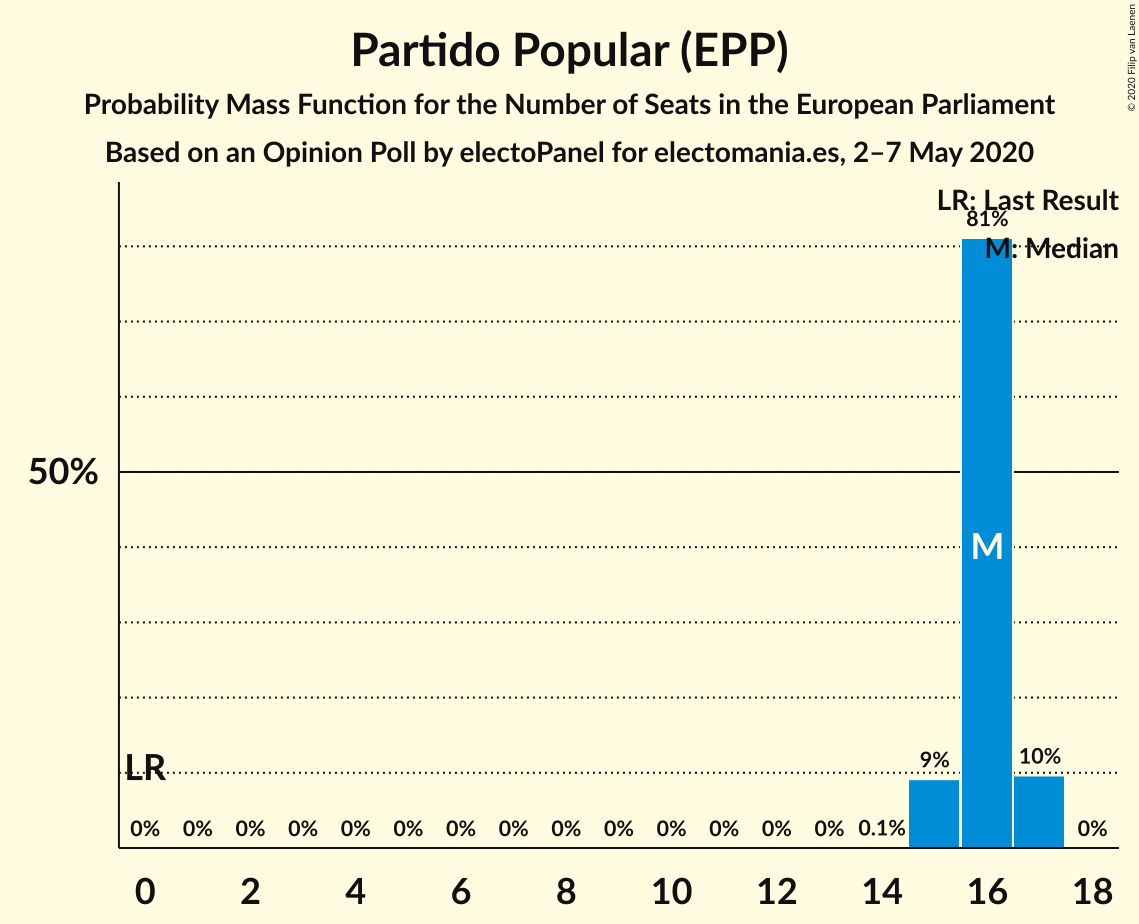 Partido Popular (EPP)
Probability Mass Function for the Number of Seats in the European Parliament
Based on an Opinion Poll by electoPanel for electomania.es, 2–7 May 2020
© 2020 Filip van Laenen
LR: Last Result
81%
M: Median
50%
M
LR
9%
10%
0% 0% 0% 0% 0% 0% 0% 0% 0% 0% 0% 0% 0% 0% 0.1% 0%
0 2 4 6 8 10 12 14 16 18